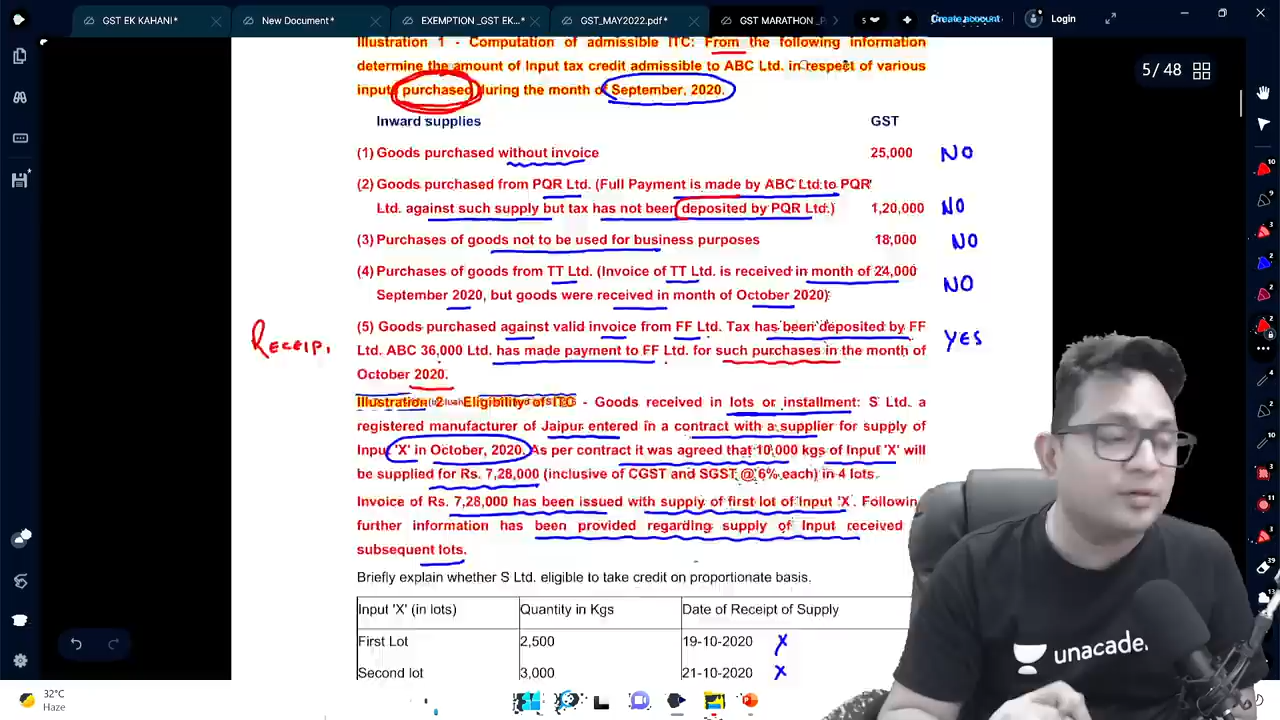 GST EK KAHANI*
New Document*
EXEMPTION _GST EK...*
GST_MAY2022.pdf*
GST MARATHON _P
5
Create account
Login
Illustration 1 - Computation of admissible ITC: From the following information
determine the amount of Input tax credit admissible to ABC Ltd. in respect of various
inputs purchased during the month of September, 2020.
5/48
Inward supplies GST
(1) Goods purchased without invoice 25,000 NO
(2) Goods purchased from PQR Ltd. (Full Payment is made by ABC Ltd to PQR
Ltd. against such supply but tax has not been deposited by PQR Ltd.) 1,20,000 NO
(3) Purchases of goods not to be used for business purposes 18,000 NO
(4) Purchases of goods from TT Ltd. (Invoice of TT Ltd. is received in month of 24,000
September 2020, but goods were received in month of October 2020) NO
(5) Goods purchased against valid invoice from FF Ltd. Tax has been deposited by FF YES
Ltd. ABC 36,000 Ltd. has made payment to FF Ltd. for such purchases in the month of
October 2020.
Illustration 2 - Eligibility of ITC - Goods received in lots or installment: S Ltd. a
registered manufacturer of Jaipur entered in a contract with a supplier for supply of
Input 'X' in October, 2020. As per contract it was agreed that 10,000 kgs of Input 'X' will
be supplied for Rs. 7,28,000 (inclusive of CGST and SGST @ 6% each) in 4 lots.
Invoice of Rs. 7,28,000 has been issued with supply of first lot of Input 'X'.
further information has been provided regarding supply of Input received
subsequent lots.
Briefly explain whether S Ltd. eligible to take credit on proportionate basis.
Input 'X' (in lots) Quantity in Kgs Date of Receipt of Supply
First Lot 2,500 19-10-2020 X
Second lot 3,000 21-10-2020 X
unacade
32°C
Haze